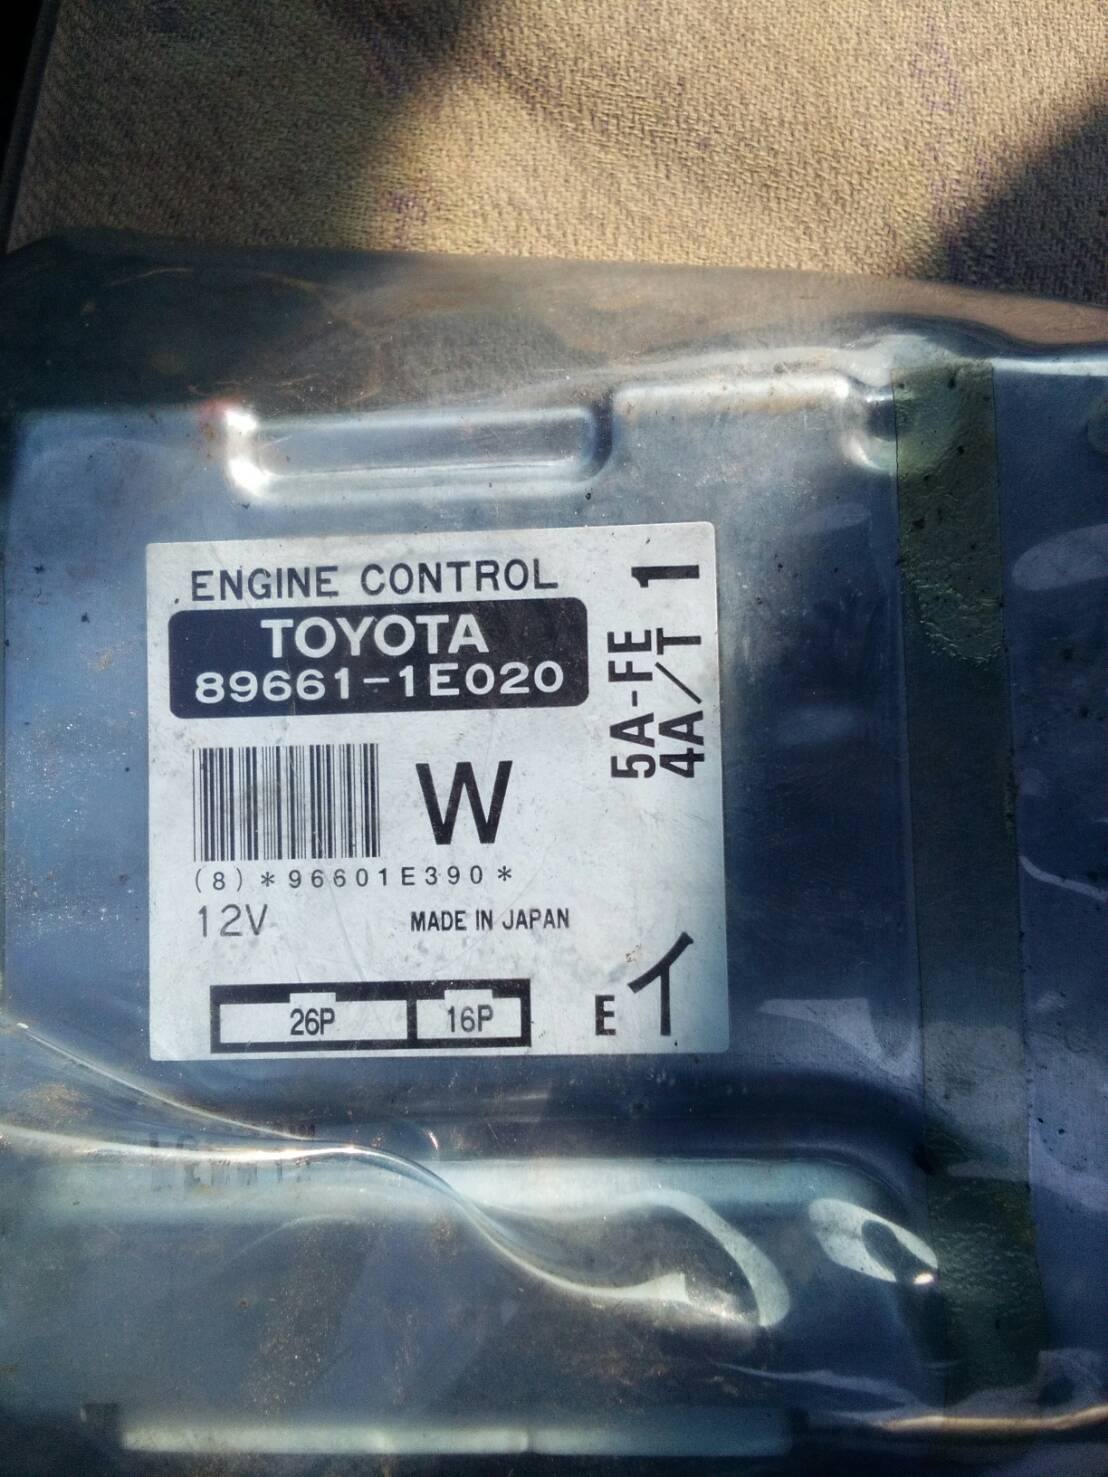 ENGINE CONTROL
TOYOTA
89661-1E020
5A-FE
4A/T 1
W
(8)*96601E390*
12V
MADE IN JAPAN
26P 16P
E イ